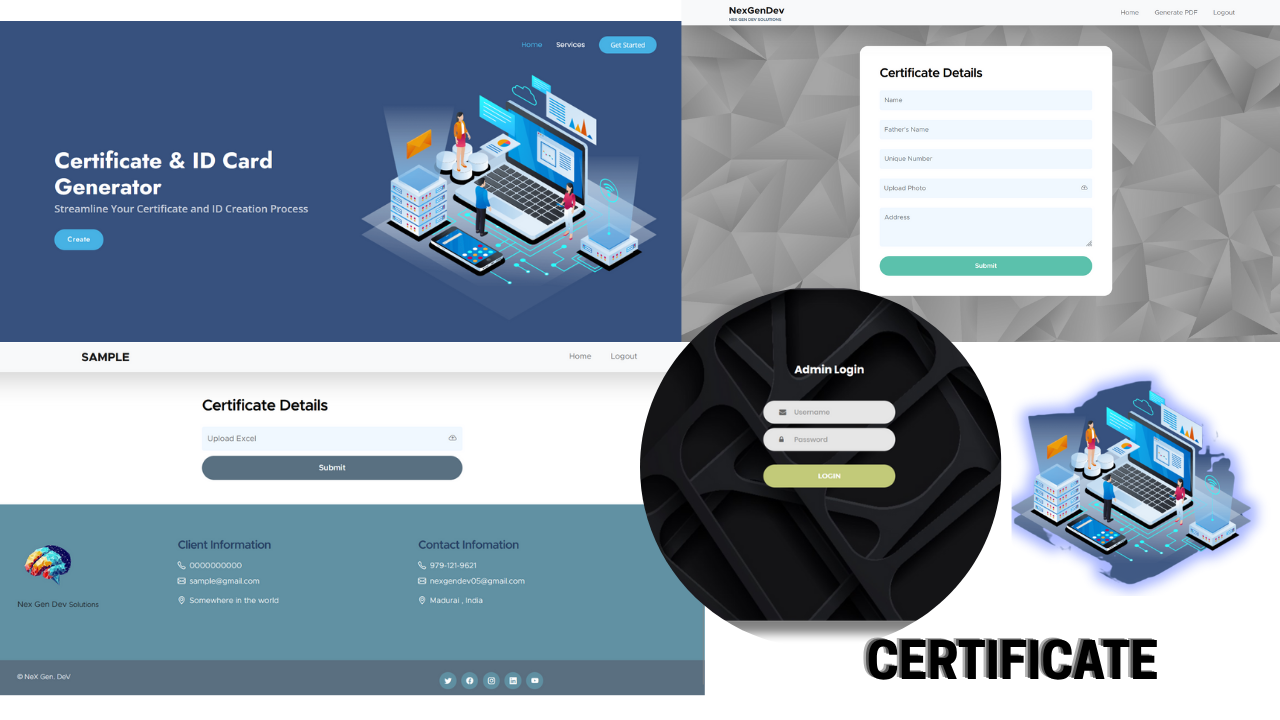 Home Services Get Started
Certificate & ID Card
Generator
Streamline Your Certificate and ID Creation Process
Create
NexGenDev
NEX GEN DEV SOLUTIONS
Home Generate PDF Logout
Certificate Details
Name
Father's Name
Unique Number
Upload Photo
Address
Submit
SAMPLE
Home Logout
Certificate Details
Upload Excel
Submit
Admin Login
Username
Password
LOGIN
Nex Gen Dev Solutions
Client Information
0000000000
sample@gmail.com
Somewhere in the world
Contact Infomation
979-121-9621
nexgendev05@gmail.com
Madurai , India
© NeX Gen. DeV
CERTIFICATE